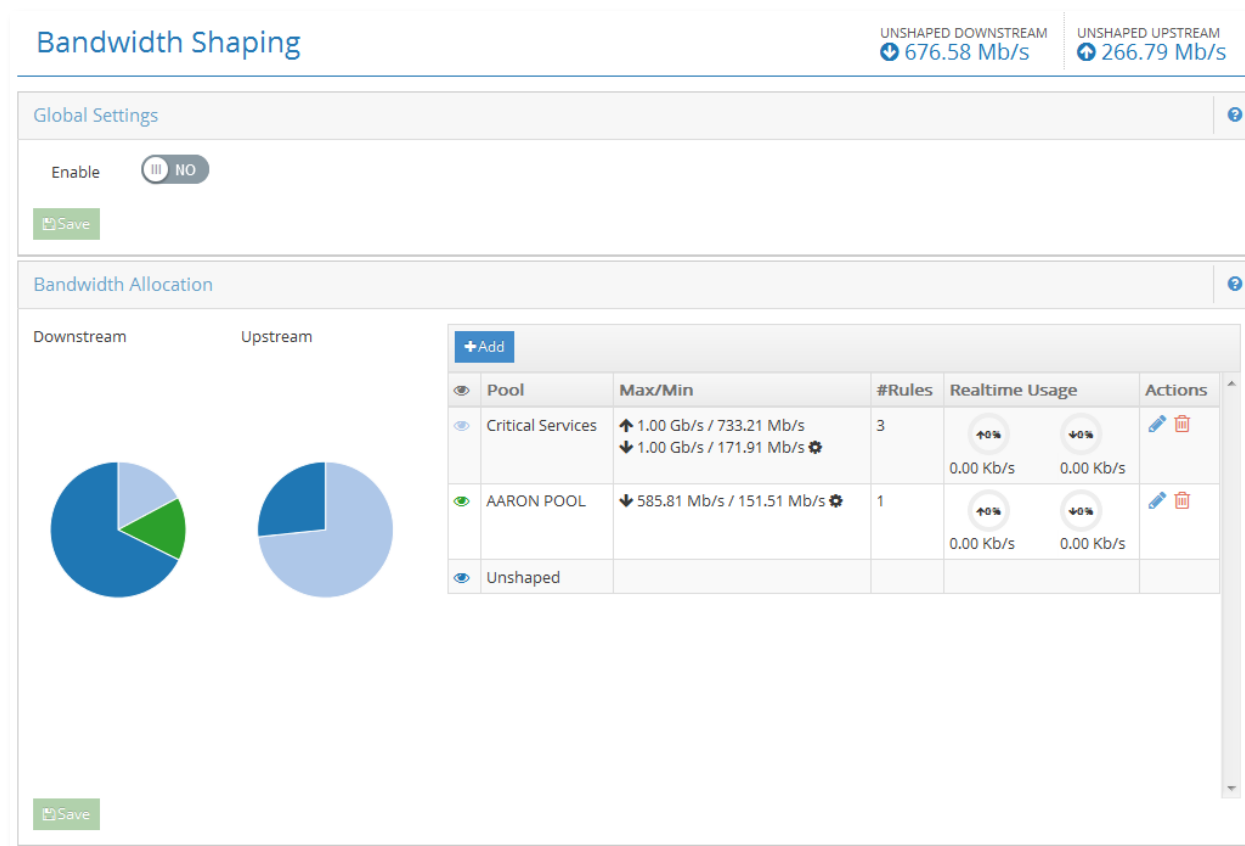 Bandwidth Shaping
UNSHAPED DOWNSTREAM
676.58 Mb/s
UNSHAPED UPSTREAM
266.79 Mb/s
Global Settings
Enable
NO
Save
Bandwidth Allocation
Downstream
Upstream
Add
Pool Max/Min #Rules Realtime Usage Actions
Critical Services 1.00 Gb/s / 733.21 Mb/s 3
1.00 Gb/s / 171.91 Mb/s
0% 0%
0.00 Kb/s 0.00 Kb/s
AARON POOL 585.81 Mb/s / 151.51 Mb/s 1
0% 0%
0.00 Kb/s 0.00 Kb/s
Unshaped
Save